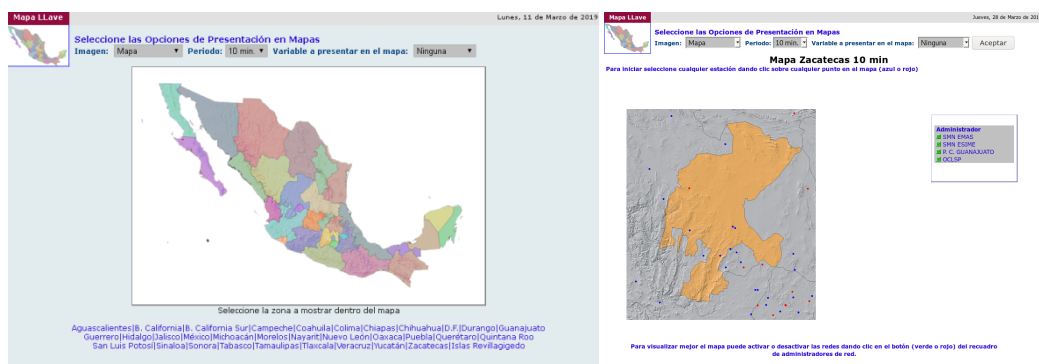 Mapa LLave
Lunes, 11 de Marzo de 2019
Seleccione las Opciones de Presentación en Mapas
Imagen: Mapa Periodo: 10 min. Variable a presentar en el mapa: Ninguna
Seleccione la zona a mostrar dentro del mapa
Aguascalientes|B. California|B. California Sur|Campeche|Coahuila|Colima|Chiapas|Chihuahua|D.F.|Durango|Guanajuato
Guerrero|Hidalgo|Jalisco|México|Michoacán|Morelos|Nayarit|Nuevo León|Oaxaca|Puebla|Querétaro|Quintana Roo
San Luis Potosí|Sinaloa|Sonora|Tabasco|Tamaulipas|Tlaxcala|Veracruz|Yucatán|Zacatecas|Islas Revillagigedo
Mapa LLave
Jueves, 28 de Marzo de 201
Seleccione las Opciones de Presentación en Mapas
Imagen: Mapa Periodo: 10 min. Variable a presentar en el mapa: Ninguna Aceptar
Mapa Zacatecas 10 min
Para iniciar seleccione cualquier estación dando clic sobre cualquier punto en el mapa (azul o rojo)
Administrador
SMN EMAS
SMN ESIME
P. C. GUANAJUATO
OCLSP
Para visualizar mejor el mapa puede activar o desactivar las redes dando clic en el botón (verde o rojo) del recuadro
de administradores de red.